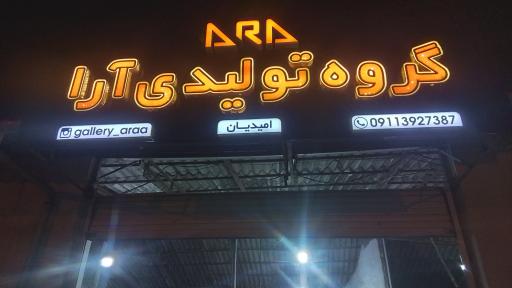 ARA
گروه تولیدی آرا
gallery_araa
امیدیان
09113927387